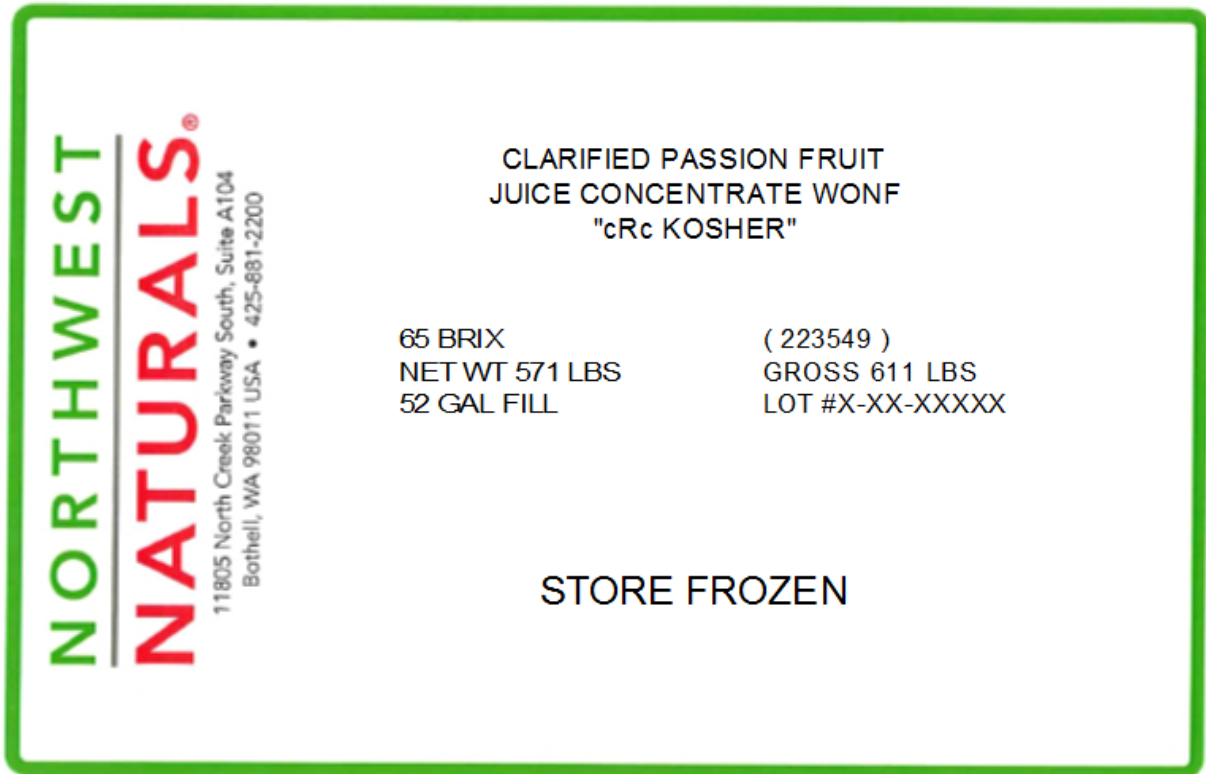 NORTHWEST
NATURALS®
11805 North Creek Parkway South, Suite A104
Bothell, WA 98011 USA • 425-881-2200
CLARIFIED PASSION FRUIT
JUICE CONCENTRATE WONF
"cRc KOSHER"
65 BRIX ( 223549 )
NET WT 571 LBS GROSS 611 LBS
52 GAL FILL LOT #X-XX-XXXXX
STORE FROZEN